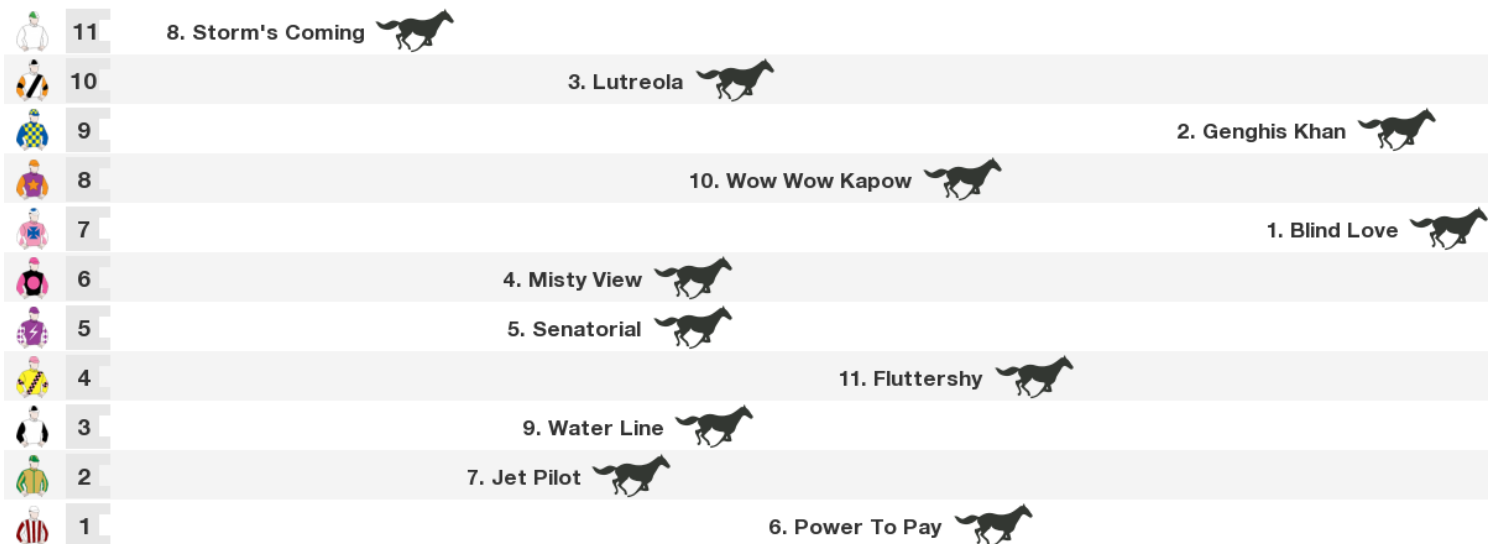 11 8. Storm's Coming
10 3. Lutreola
9 2. Genghis Khan
8 10. Wow Wow Kapow
7 1. Blind Love
6 4. Misty View
5 5. Senatorial
4 11. Fluttershy
3 9. Water Line
2 7. Jet Pilot
1 6. Power To Pay